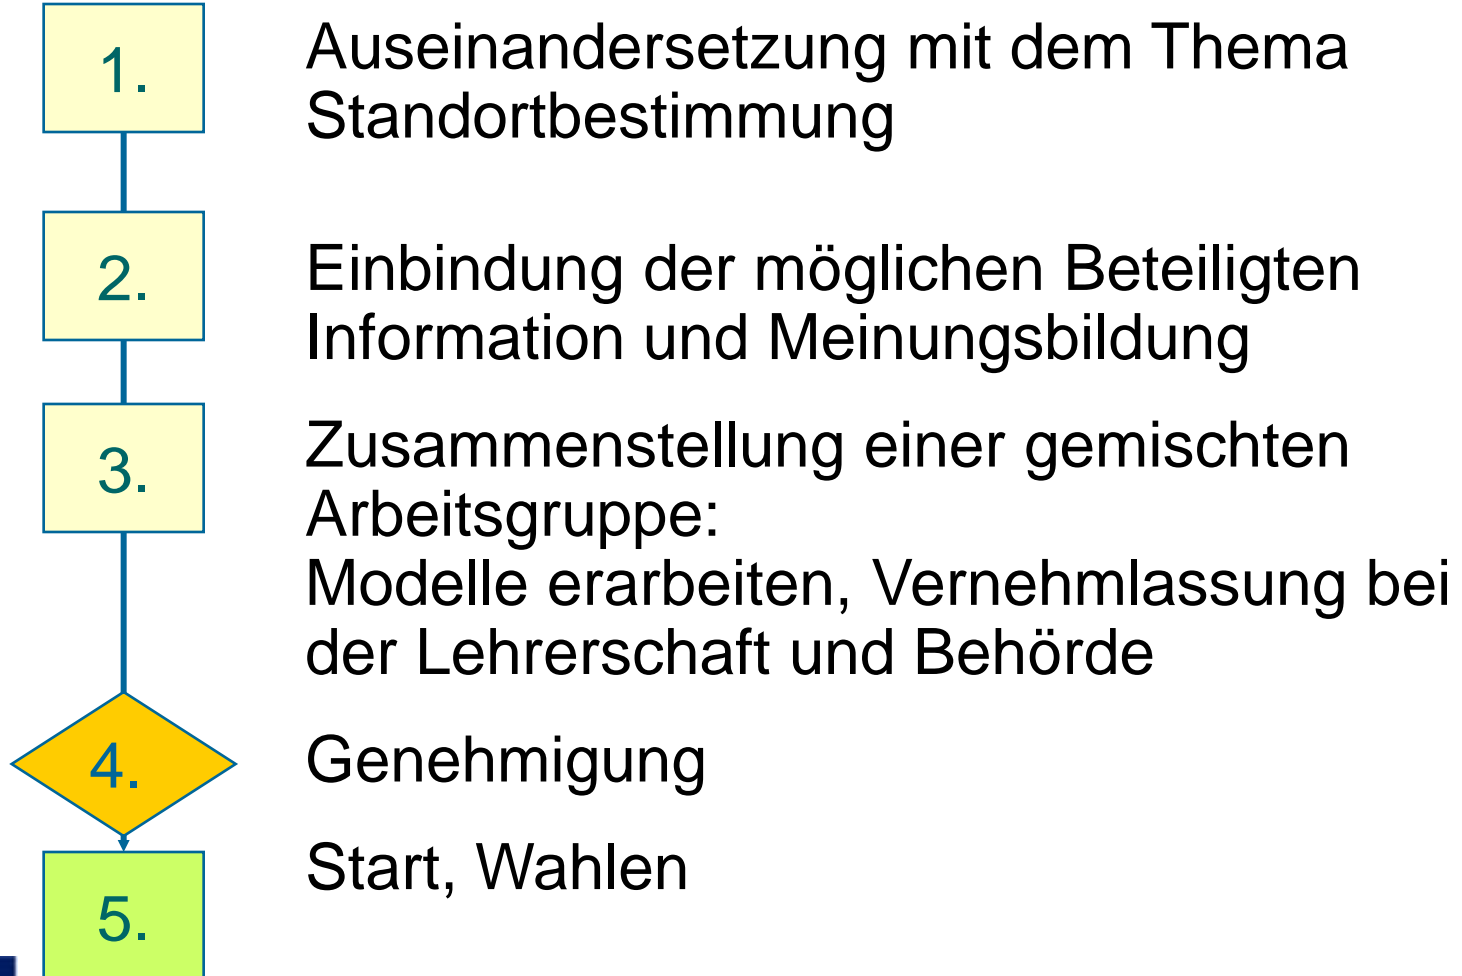 1.
Auseinandersetzung mit dem Thema
Standortbestimmung
2.
Einbindung der möglichen Beteiligten
Information und Meinungsbildung
3.
Zusammenstellung einer gemischten
Arbeitsgruppe:
Modelle erarbeiten, Vernehmlassung bei
der Lehrerschaft und Behörde
4.
Genehmigung
5.
Start, Wahlen